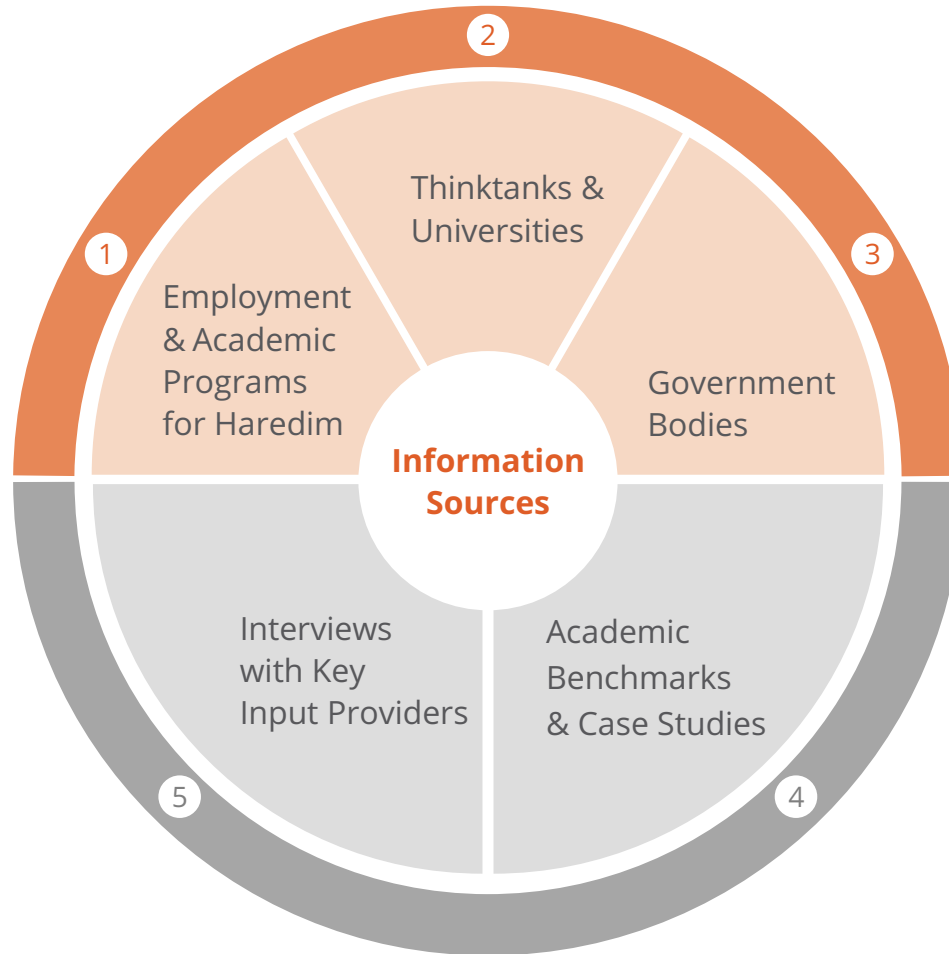 1
Employment
& Academic
Programs
for Haredim
2
Thinktanks &
Universities
3
Government
Bodies
Information
Sources
4
Academic
Benchmarks
& Case Studies
5
Interviews
with Key
Input Providers